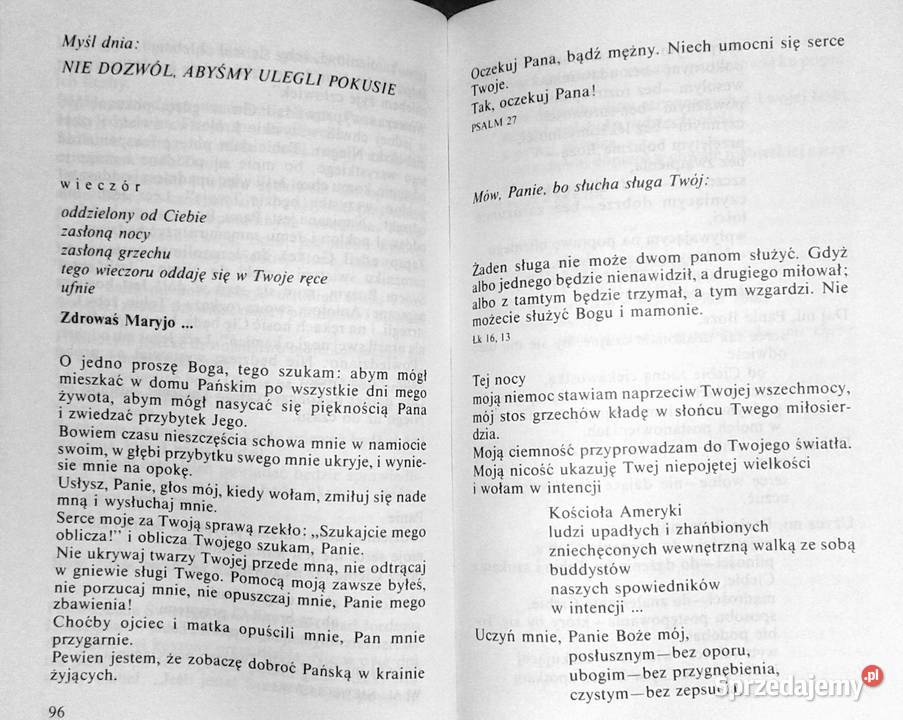 Myśl dnia:
NIE DOZWÓL, ABYŚMY ULEGLI POKUSIE
wieczór
oddzielony od Ciebie
zasłoną nocy
zasłoną grzechu
tego wieczoru oddaję się w Twoje ręce
ufnie
Zdrowaś Maryjo ...
O jedno proszę Boga, tego szukam: abym mógł
mieszkać w domu Pańskim po wszystkie dni mego
żywota, abym mógł nasycać się pięknością Pana
i zwiedzać przybytek Jego.
Bowiem czasu nieszczęścia schowa mnie w namiocie
swoim, w głębi przybytku swego mnie ukryje, i wynie-
sie mnie na opokę.
Usłysz, Panie, głos mój, kiedy wołam, zmiłuj się nade
mną i wysłuchaj mnie.
Serce moje za Twoją sprawą rzekło: „Szukajcie mego
oblicza!” i oblicza Twojego szukam, Panie.
Nie ukrywaj twarzy Twojej przede mną, nie odtrącaj
w gniewie sługi Twego. Pomocą moją zawsze byłeś,
nie porzucaj mnie, nie opuszczaj mnie, Panie mego
zbawienia!
Choćby ojciec i matka opuścili mnie, Pan mnie
przygarnie.
Pewien jestem, że zobaczę dobroć Pańską w krainie
żyjących.
96
Oczekuj Pana, bądź mężny. Niech umocni się serce
Twoje.
Tak, oczekuj Pana!
PSALM 27
Mów, Panie, bo słucha sługa Twój:
Żaden sługa nie może dwom panom służyć. Gdyż
albo jednego będzie nienawidził, a drugiego miłował;
albo z tamtym będzie trzymał, a tym wzgardzi. Nie
możecie służyć Bogu i mamonie.
Łk 16, 13
Tej nocy
moją niemoc stawiam naprzeciw Twojej wszechmocy,
mój stos grzechów kładę w słońcu Twego miłosier-
dzia.
Moją ciemność przyprowadzam do Twojego światła.
Moją nicość ukazuję Twej niepojętej wielkości
i wołam w intencji
Kościoła Ameryki
ludzi upadłych i zhańbionych
zniechęconych wewnętrzną walką ze sobą
buddystów
naszych spowiedników
w intencji ...
Uczyń mnie, Panie Boże mój,
posłusznym—bez oporu,
ubogim—bez przygnębienia,
czystym—bez zepsucia
Sprzedajemy.pl